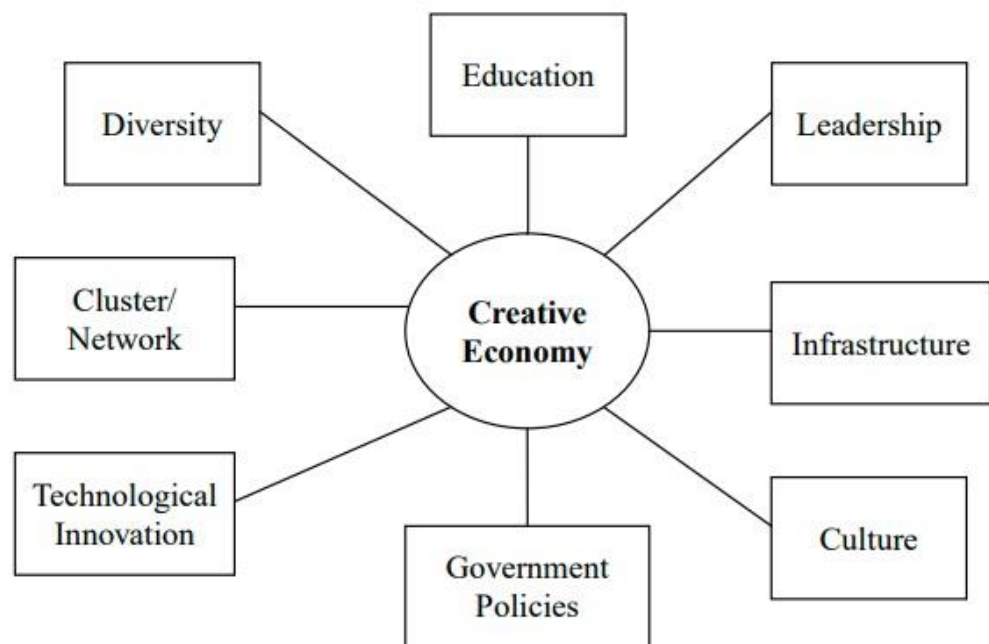 Education
Diversity
Leadership
Cluster/
Network
Creative
Economy
Infrastructure
Technological
Innovation
Government
Policies
Culture